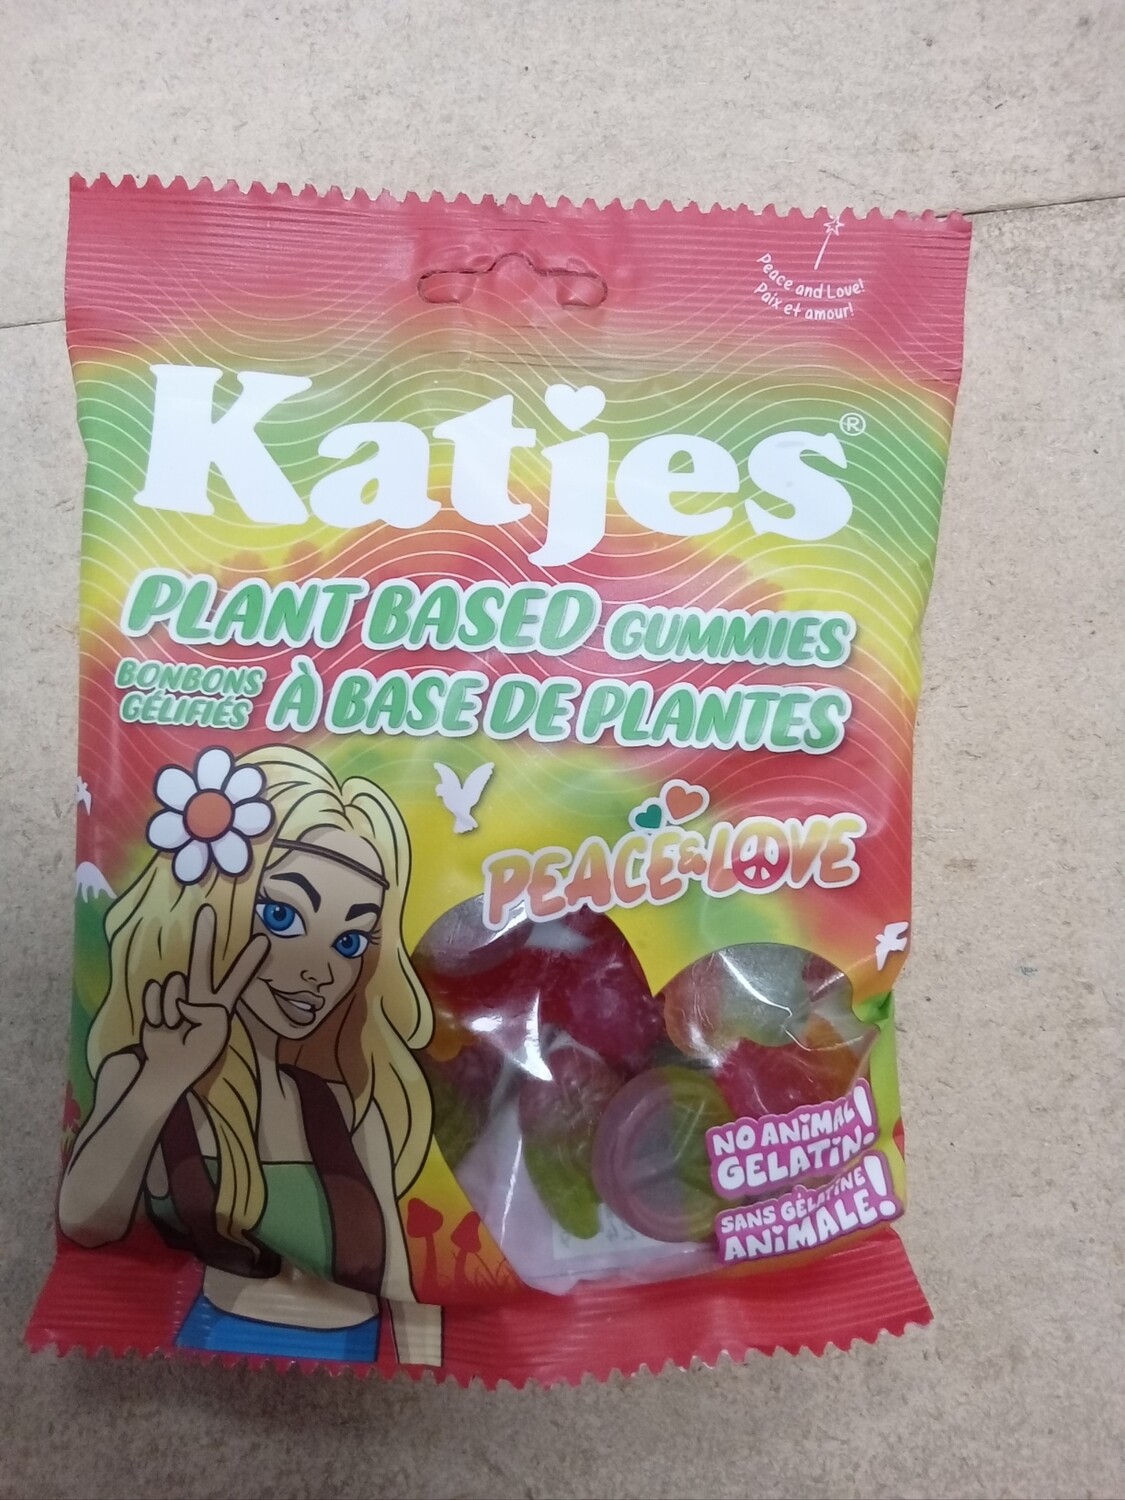 Peace and Love!
Paix et amour!
Katjes®
PLANT BASED GUMMIES
BONBONS GÉLIFIÉS À BASE DE PLANTES
PEACE & LOVE
NO ANIMAL GELATIN!
SANS GÉLATINE ANIMALE!